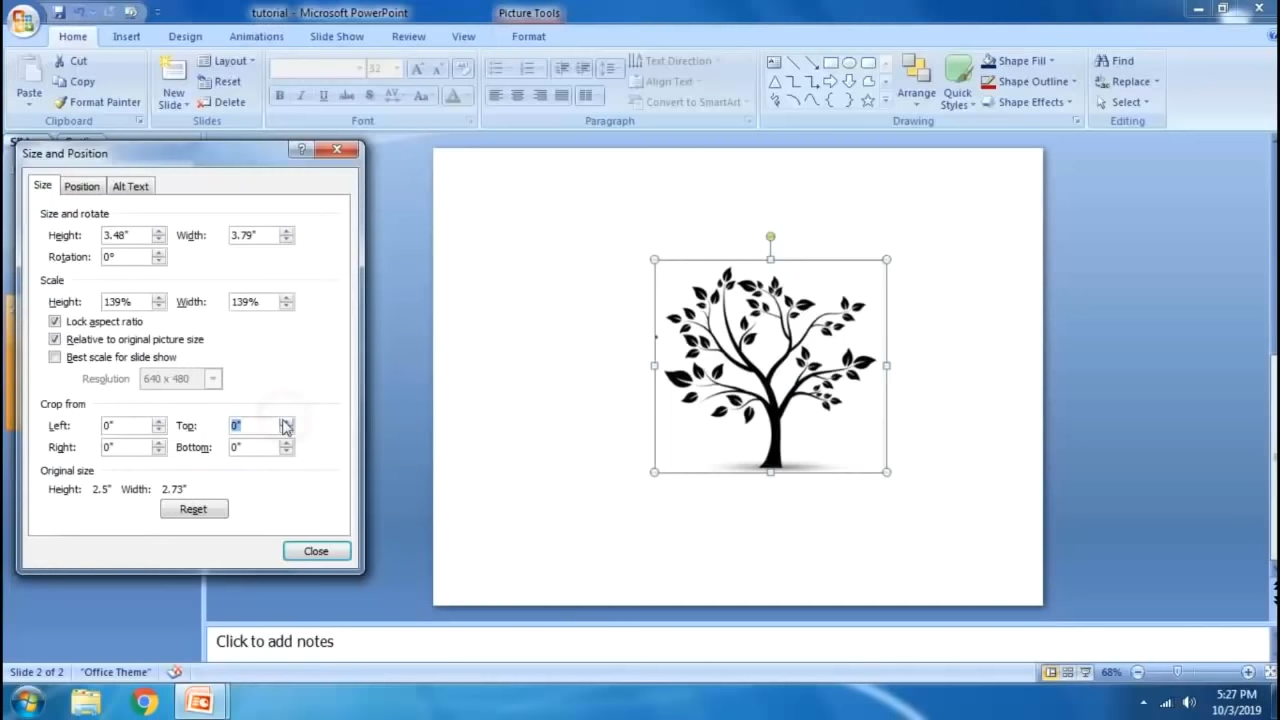 tutorial - Microsoft PowerPoint
Picture Tools
Home
Insert
Design
Animations
Slide Show
Review
View
Format
Paste
Cut
Copy
Format Painter
Clipboard
New Slide
Layout
Reset
Delete
Slides
32
B I U abc S AV Aa A
Font
Text Direction
Align Text
Convert to SmartArt
Paragraph
Arrange
Quick Styles
Shape Fill
Shape Outline
Shape Effects
Drawing
Find
Replace
Select
Editing
Size and Position
Size
Position
Alt Text
Size and rotate
Height: 3.48" Width: 3.79"
Rotation: 0°
Scale
Height: 139% Width: 139%
Lock aspect ratio
Relative to original picture size
Best scale for slide show
Resolution 640 x 480
Crop from
Left: 0" Top: 0"
Right: 0" Bottom: 0"
Original size
Height: 2.5" Width: 2.73"
Reset
Close
Click to add notes
Slide 2 of 2
"Office Theme"
68%
5:27 PM
10/3/2019